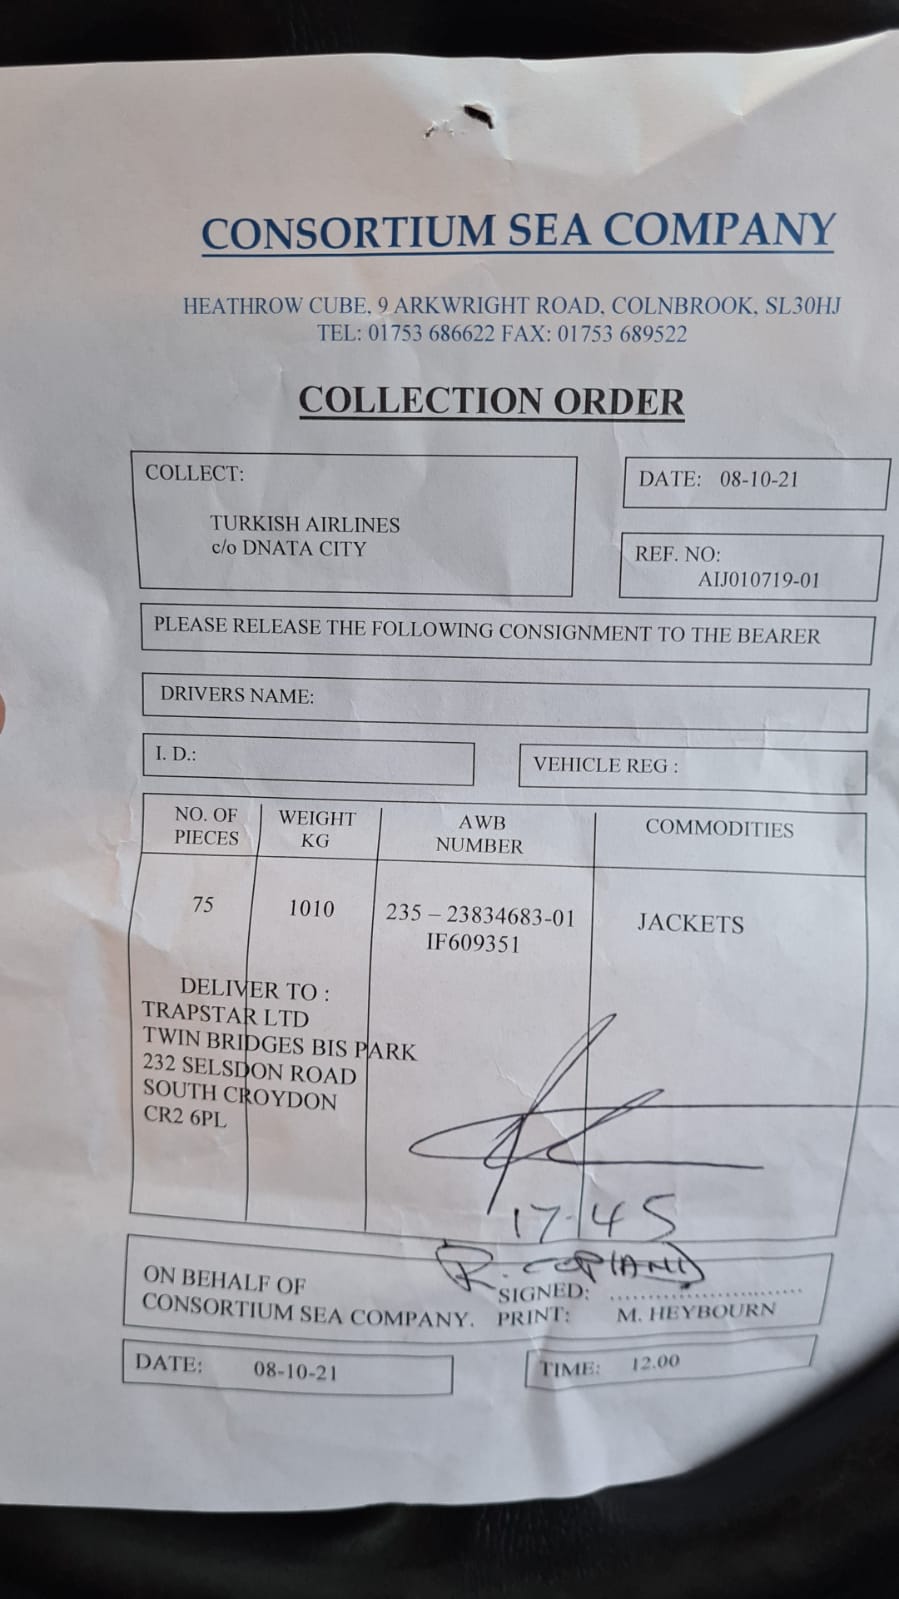 CONSORTIUM SEA COMPANY
HEATHROW CUBE, 9 ARKWRIGHT ROAD, COLNBROOK, SL30HJ
TEL: 01753 686622 FAX: 01753 689522
COLLECTION ORDER
COLLECT:
TURKISH AIRLINES
c/o DNATA CITY
DATE: 08-10-21
REF. NO:
AIJ010719-01
PLEASE RELEASE THE FOLLOWING CONSIGNMENT TO THE BEARER
DRIVERS NAME:
I. D.:
VEHICLE REG :
NO. OF PIECES
WEIGHT KG
AWB NUMBER
COMMODITIES
75
1010
235 – 23834683-01
IF609351
JACKETS
DELIVER TO :
TRAPSTAR LTD
TWIN BRIDGES BIS PARK
232 SELSDON ROAD
SOUTH CROYDON
CR2 6PL
17-45
ON BEHALF OF
CONSORTIUM SEA COMPANY.
SIGNED: ..............................
PRINT: M. HEYBOURN
DATE: 08-10-21
TIME: 12.00